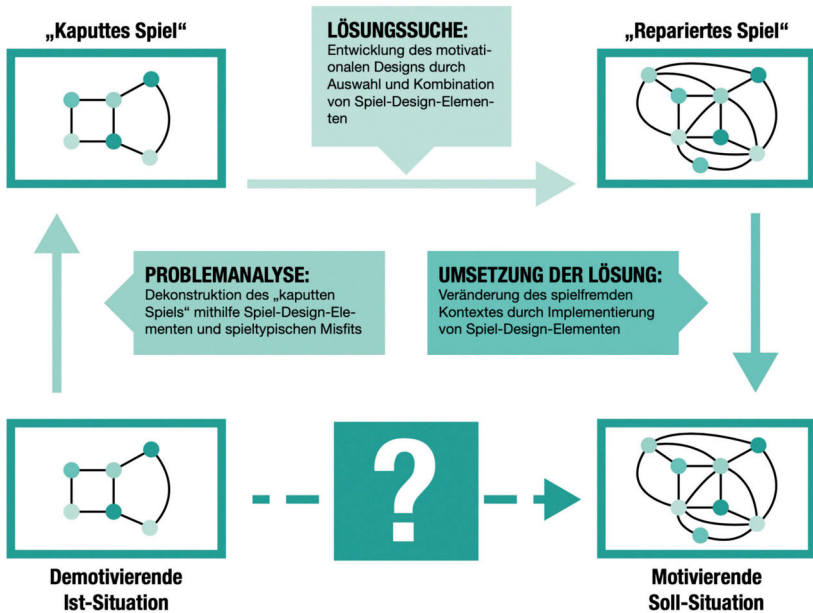 „Kaputtes Spiel“
LÖSUNGSSUCHE:
Entwicklung des motivati-
onalen Designs durch
Auswahl und Kombination
von Spiel-Design-Elemen-
ten
„Repariertes Spiel“
PROBLEMANALYSE:
Dekonstruktion des „kaputten
Spiels“ mithilfe Spiel-Design-Ele-
menten und spieltypischen Misfits
UMSETZUNG DER LÖSUNG:
Veränderung des spielfremden
Kontextes durch Implementierung
von Spiel-Design-Elementen
?
Demotivierende
Ist-Situation
Motivierende
Soll-Situation